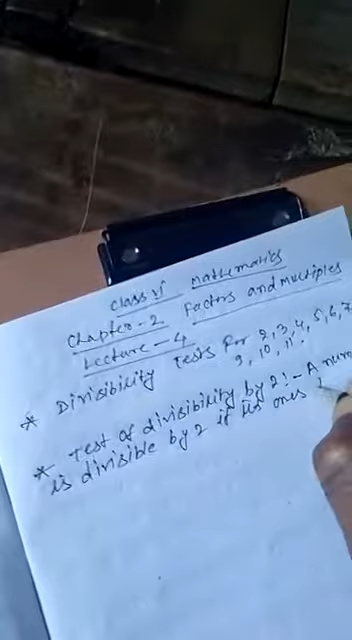 Class vi Mathematics
Chapter-2 Factors and multiples
Lecture-4
* Divisibility Tests For 2,3,4,5,6,7
9,10,11.
* Test of divisibility by 2:- A num
is divisible by 2 if its ones